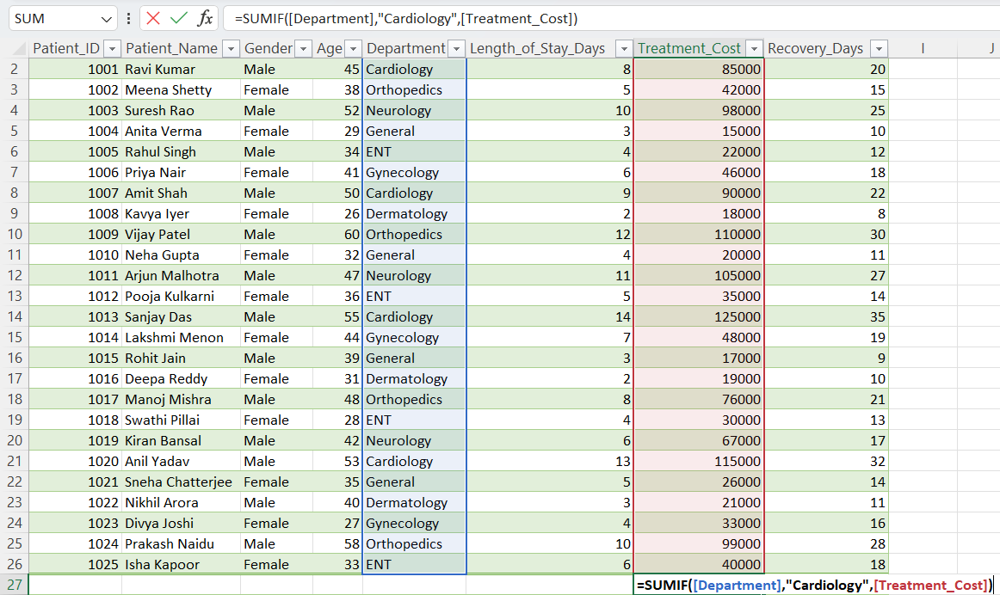 SUM fx =SUMIF([Department],"Cardiology",[Treatment_Cost])
Patient_ID Patient_Name Gender Age Department Length_of_Stay_Days Treatment_Cost Recovery_Days I J
2 1001 Ravi Kumar Male 45 Cardiology 8 85000 20
3 1002 Meena Shetty Female 38 Orthopedics 5 42000 15
4 1003 Suresh Rao Male 52 Neurology 10 98000 25
5 1004 Anita Verma Female 29 General 3 15000 10
6 1005 Rahul Singh Male 34 ENT 4 22000 12
7 1006 Priya Nair Female 41 Gynecology 6 46000 18
8 1007 Amit Shah Male 50 Cardiology 9 90000 22
9 1008 Kavya Iyer Female 26 Dermatology 2 18000 8
10 1009 Vijay Patel Male 60 Orthopedics 12 110000 30
11 1010 Neha Gupta Female 32 General 4 20000 11
12 1011 Arjun Malhotra Male 47 Neurology 11 105000 27
13 1012 Pooja Kulkarni Female 36 ENT 5 35000 14
14 1013 Sanjay Das Male 55 Cardiology 14 125000 35
15 1014 Lakshmi Menon Female 44 Gynecology 7 48000 19
16 1015 Rohit Jain Male 39 General 3 17000 9
17 1016 Deepa Reddy Female 31 Dermatology 2 19000 10
18 1017 Manoj Mishra Male 48 Orthopedics 8 76000 21
19 1018 Swathi Pillai Female 28 ENT 4 30000 13
20 1019 Kiran Bansal Male 42 Neurology 6 67000 17
21 1020 Anil Yadav Male 53 Cardiology 13 115000 32
22 1021 Sneha Chatterjee Female 35 General 5 26000 14
23 1022 Nikhil Arora Male 40 Dermatology 3 21000 11
24 1023 Divya Joshi Female 27 Gynecology 4 33000 16
25 1024 Prakash Naidu Male 58 Orthopedics 10 99000 28
26 1025 Isha Kapoor Female 33 ENT 6 40000 18
27 =SUMIF([Department],"Cardiology",[Treatment_Cost])